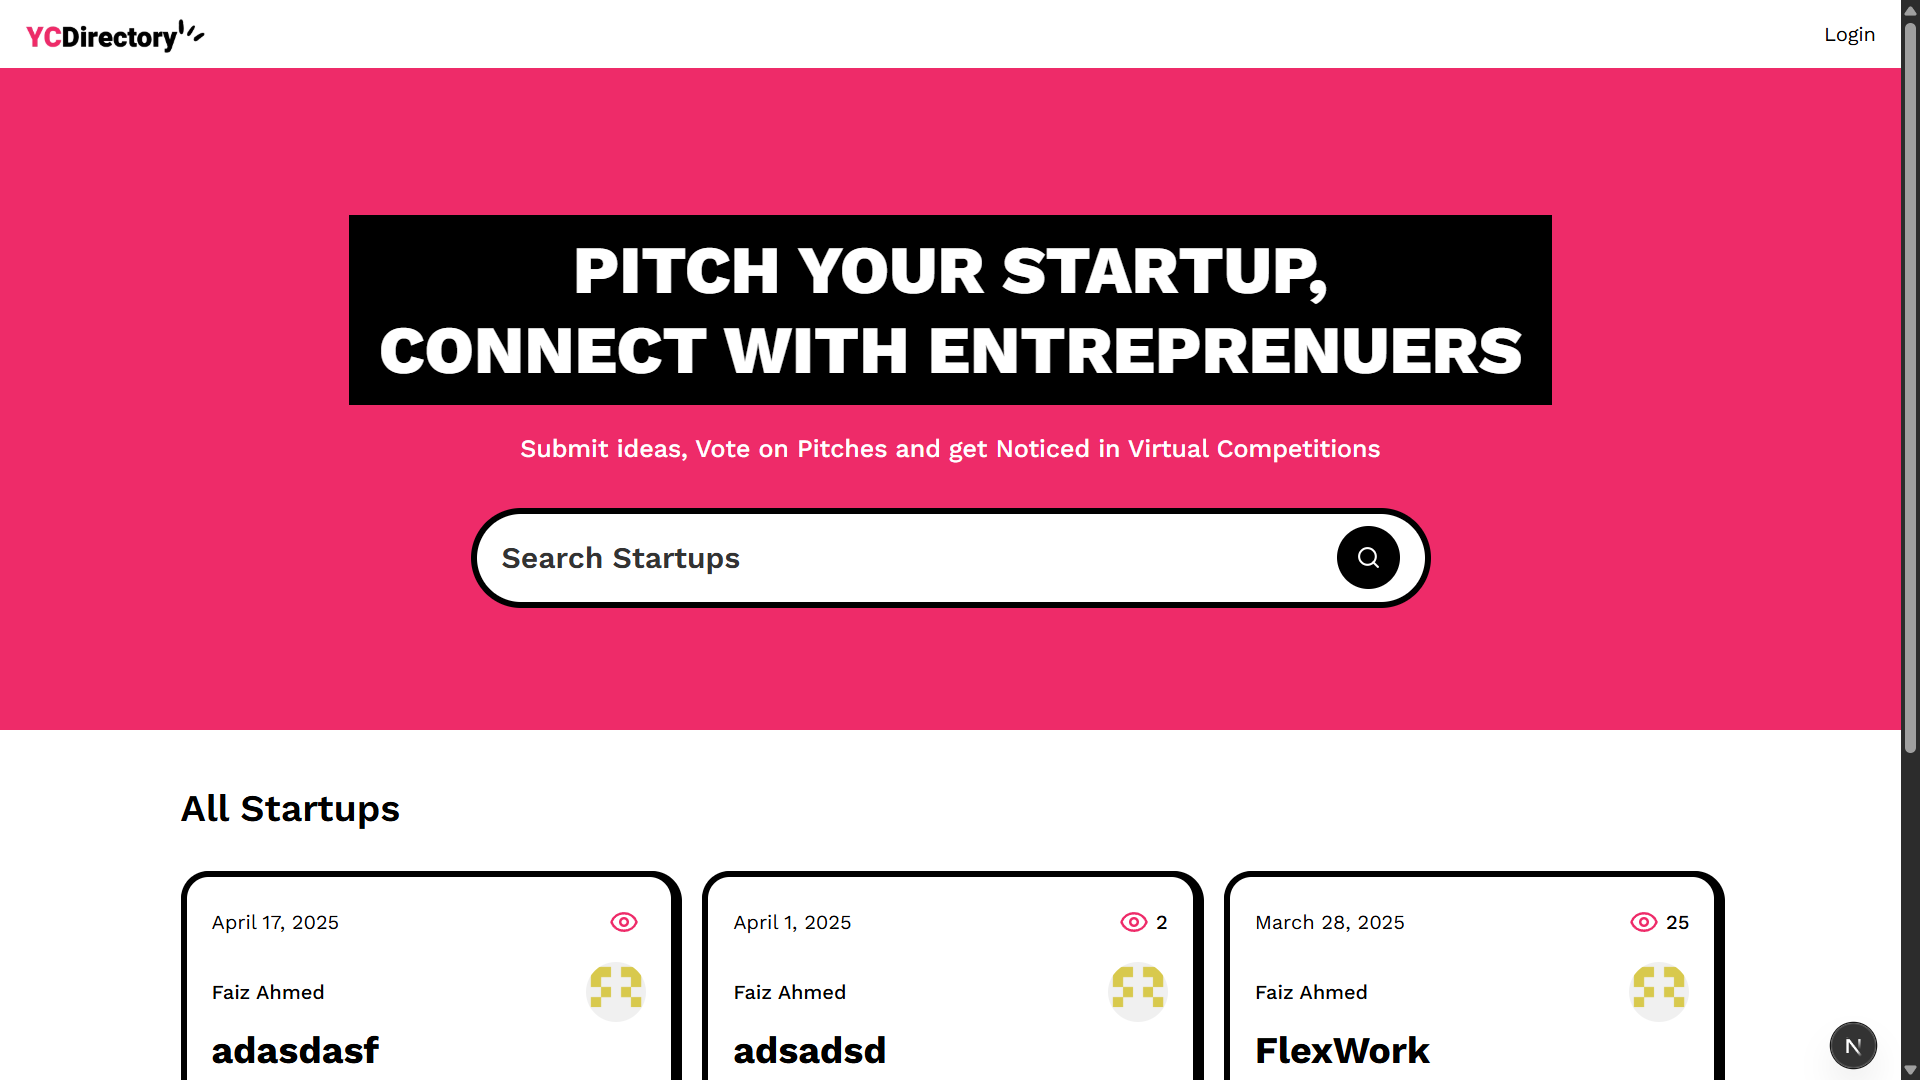 YCDirectory
Login
PITCH YOUR STARTUP,
CONNECT WITH ENTREPRENUERS
Submit ideas, Vote on Pitches and get Noticed in Virtual Competitions
Search Startups
All Startups
April 17, 2025
Faiz Ahmed
adasdasf
April 1, 2025 2
Faiz Ahmed
adsadsd
March 28, 2025 25
Faiz Ahmed
FlexWork
N